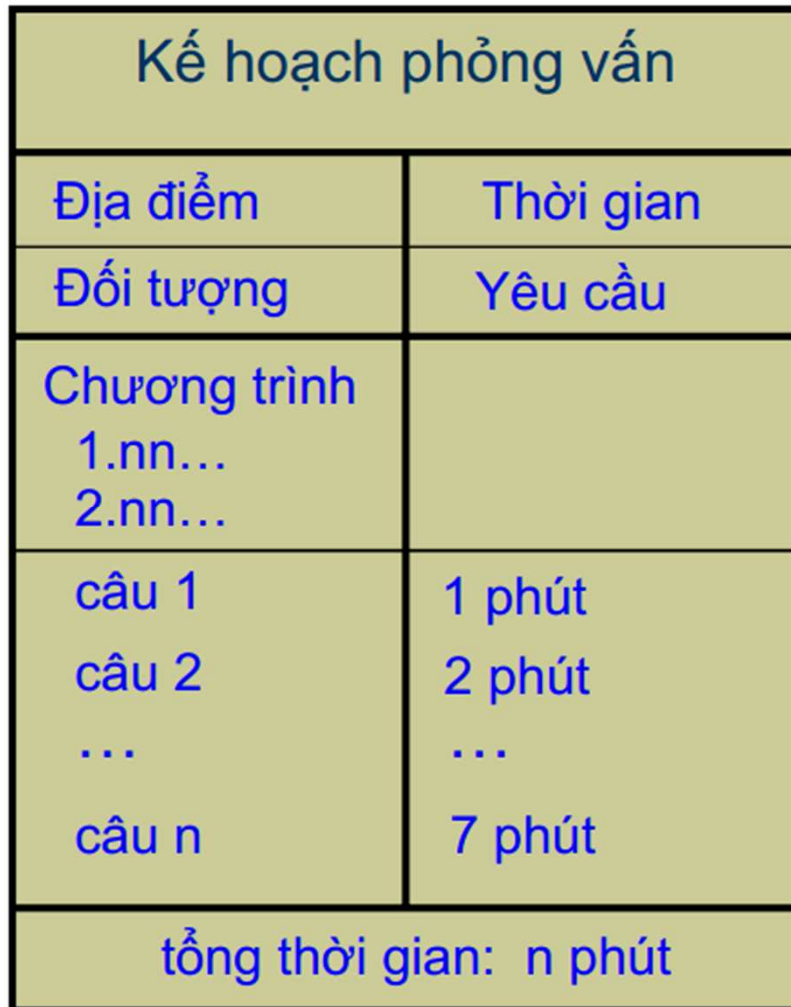 Kế hoạch phỏng vấn
Địa điểm Thời gian
Đối tượng Yêu cầu
Chương trình
1.nn…
2.nn…
câu 1 1 phút
câu 2 2 phút
… …
câu n 7 phút
tổng thời gian: n phút